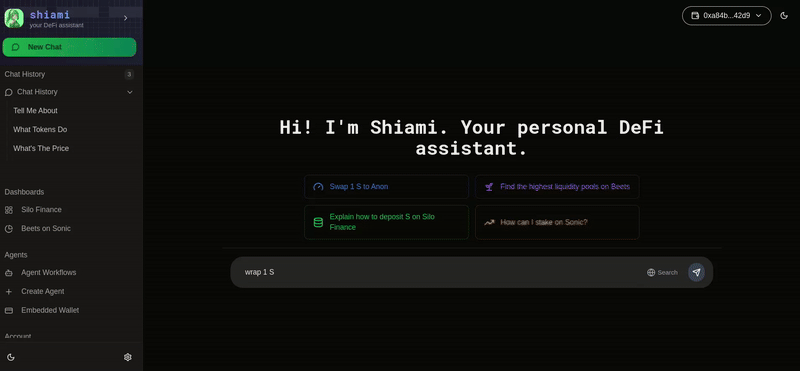 shiami
your DeFi assistant
New Chat
Chat History
3
Chat History
Tell Me About
What Tokens Do
What's The Price
Dashboards
Silo Finance
Beets on Sonic
Agents
Agent Workflows
Create Agent
Embedded Wallet
Account
0xa84b...42d9
Hi! I'm Shiami. Your personal DeFi
assistant.
Swap 1 S to Anon
Find the highest liquidity pools on Beets
Explain how to deposit S on Silo
Finance
How can I stake on Sonic?
wrap 1 S
Search